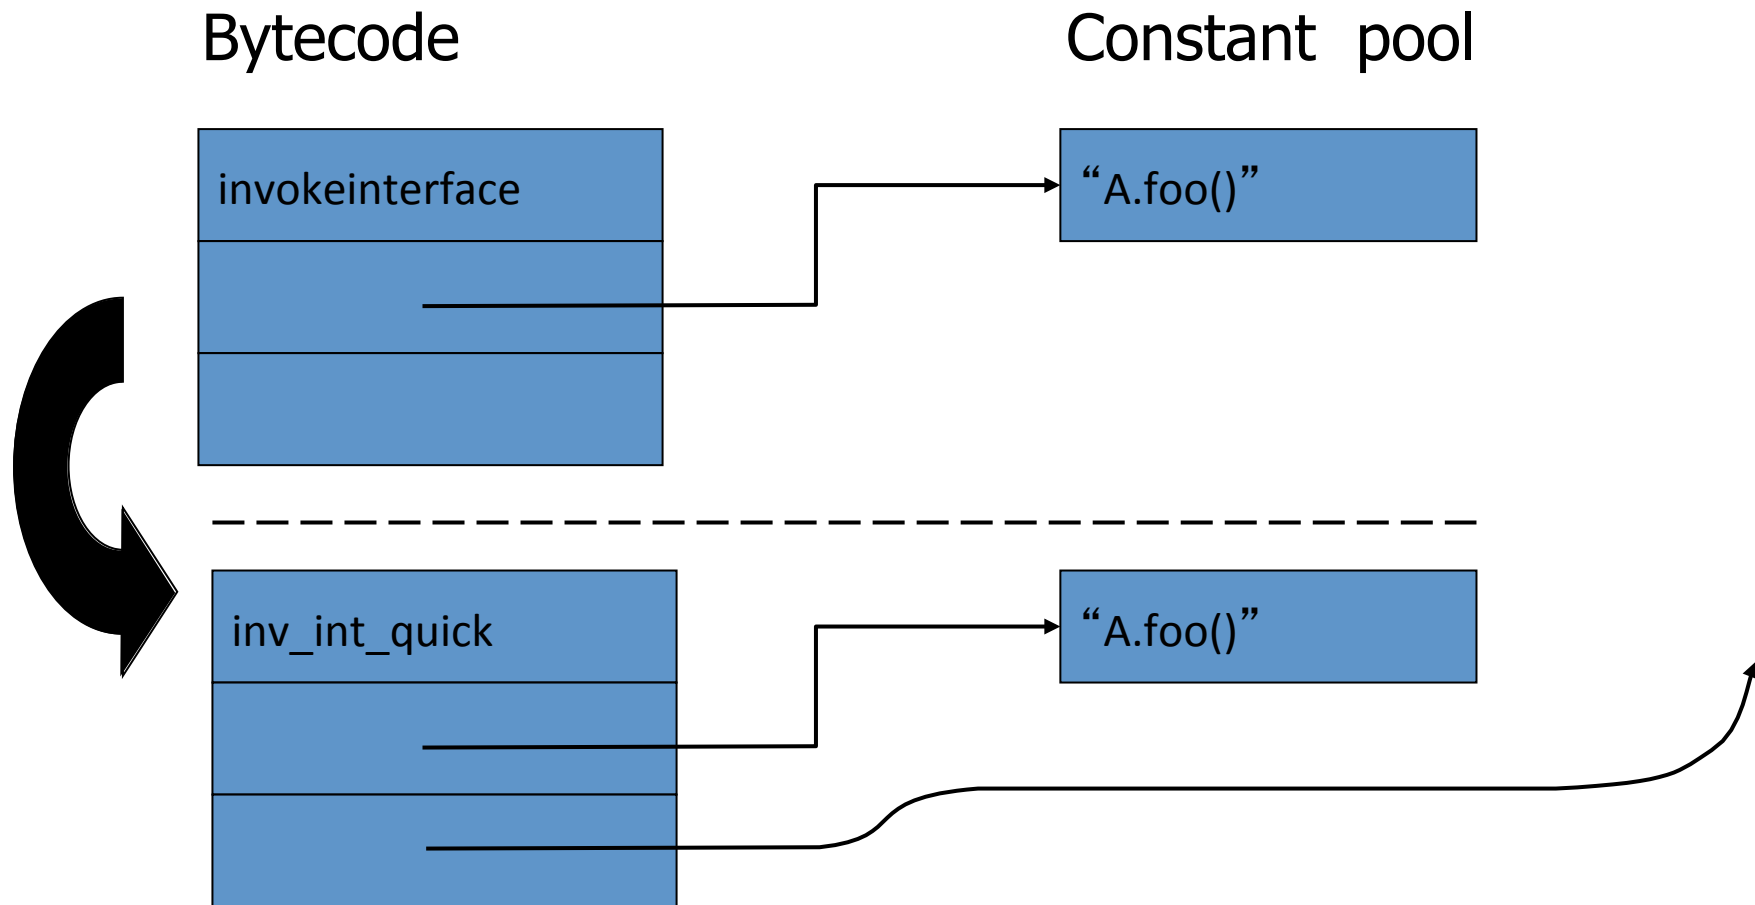 Bytecode
Constant pool
invokeinterface
“A.foo()”
inv_int_quick
“A.foo()”